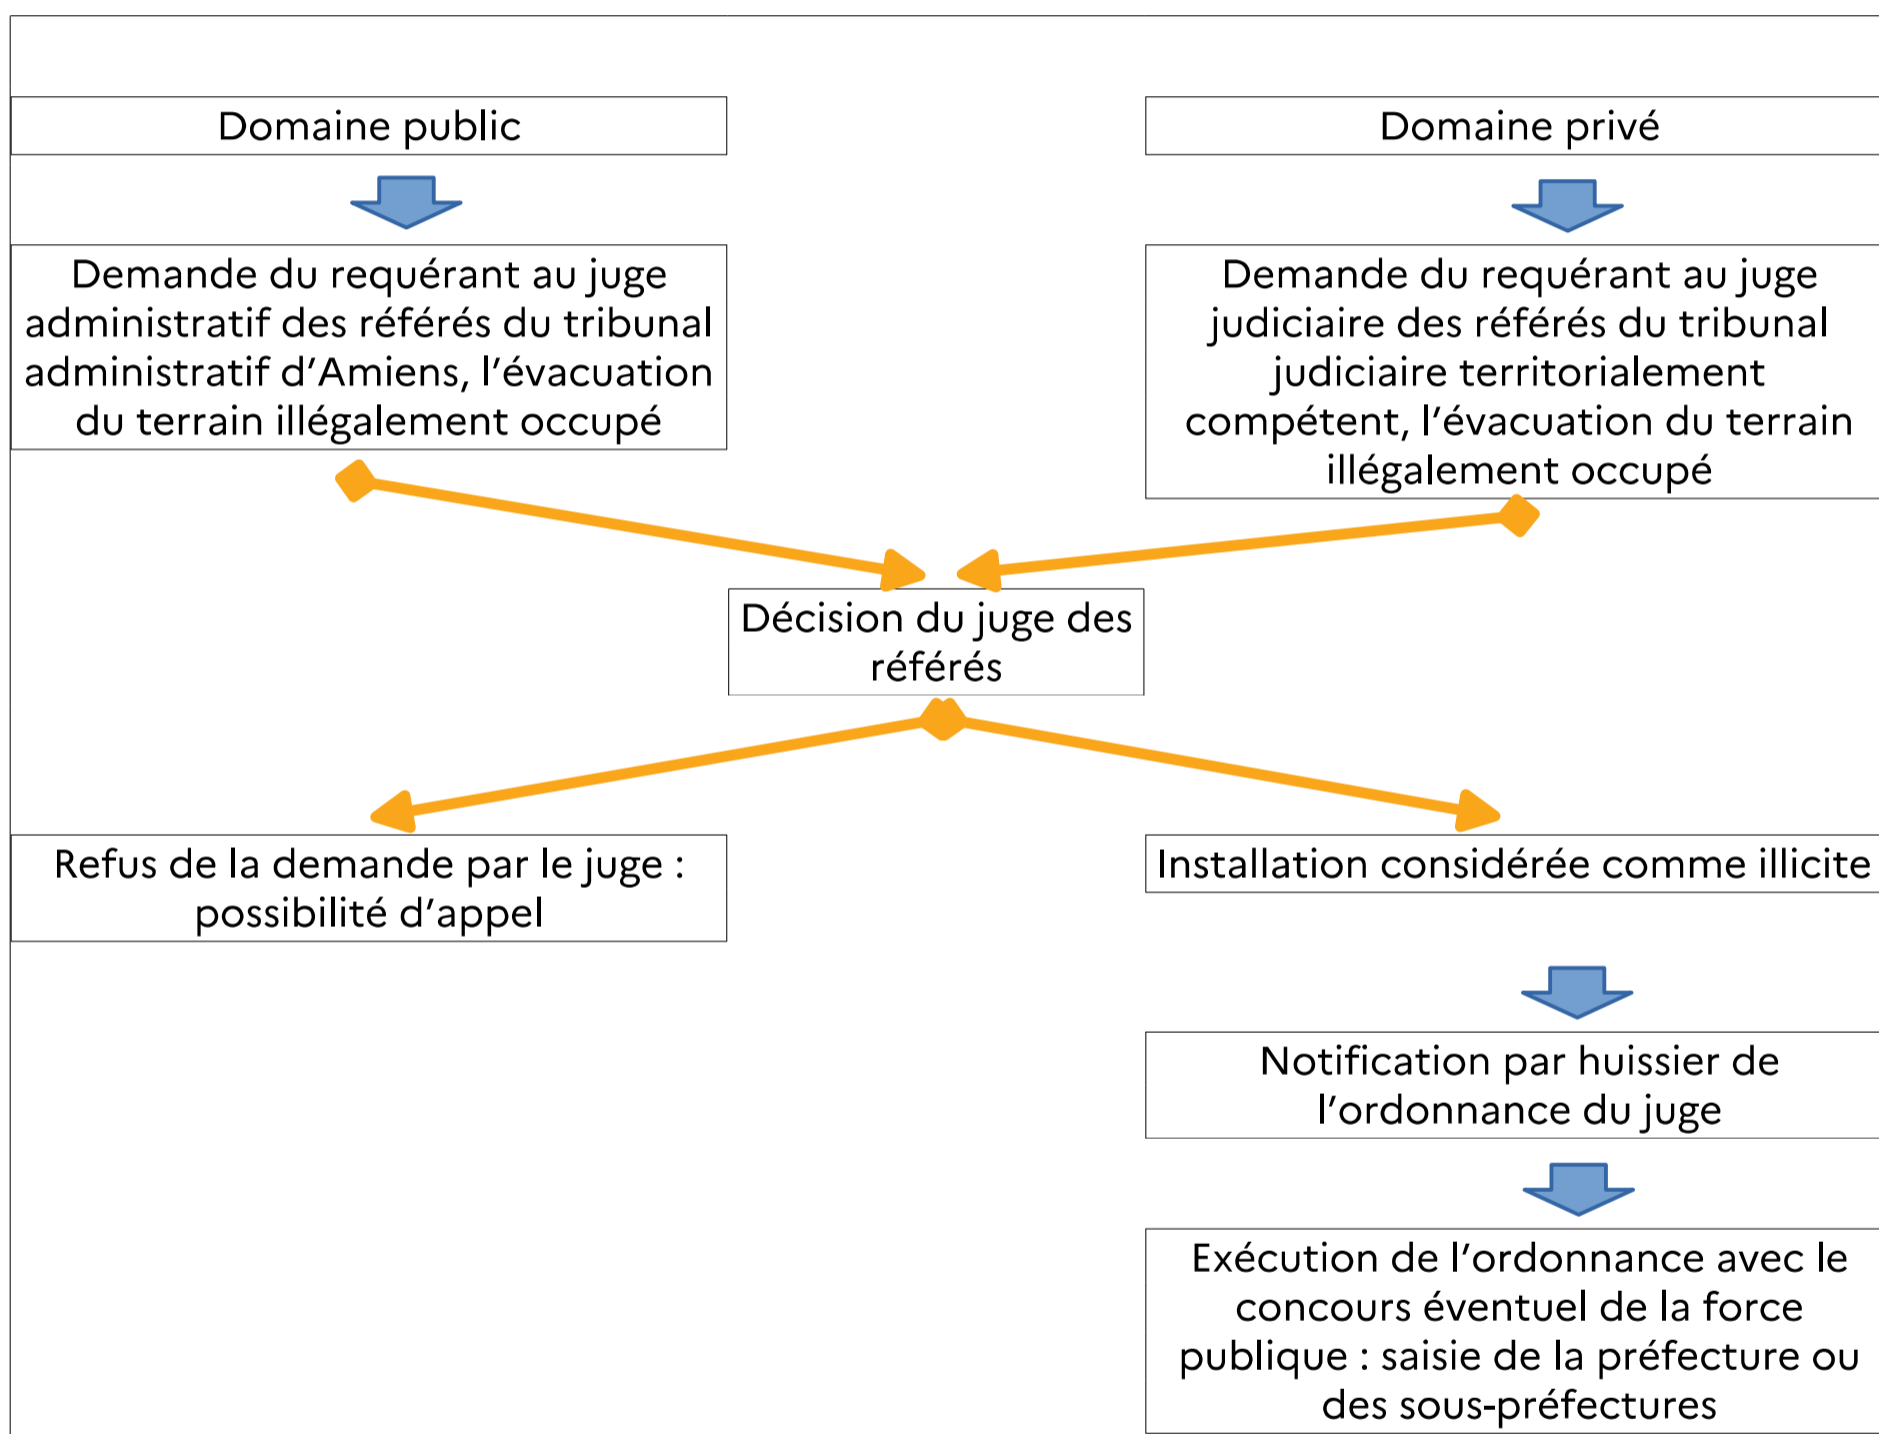 Domaine public
Domaine privé
Demande du requérant au juge
administratif des référés du tribunal
administratif d’Amiens, l’évacuation
du terrain illégalement occupé
Demande du requérant au juge
judiciaire des référés du tribunal
judiciaire territorialement
compétent, l’évacuation du terrain
illégalement occupé
Décision du juge des
référés
Refus de la demande par le juge :
possibilité d’appel
Installation considérée comme illicite
Notification par huissier de
l’ordonnance du juge
Exécution de l’ordonnance avec le
concours éventuel de la force
publique : saisie de la préfecture ou
des sous-préfectures